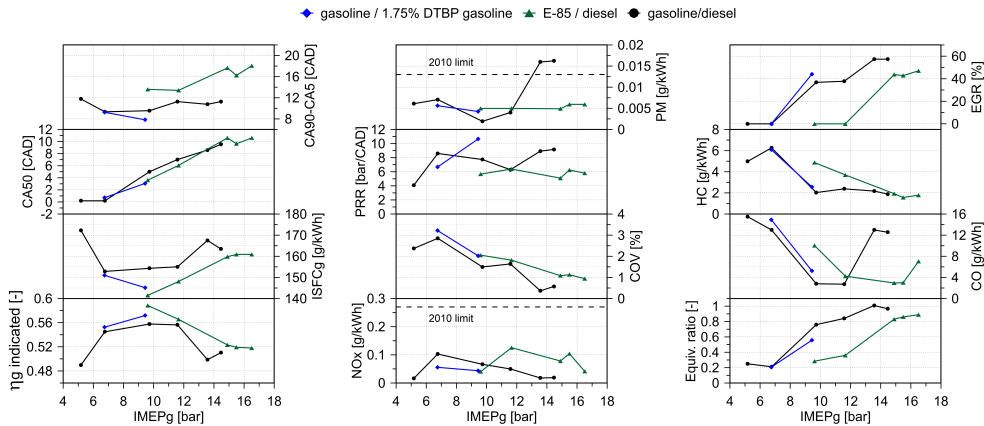 gasoline / 1.75% DTBP gasoline E-85 / diesel gasoline/diesel
20
16
12
8
CA90-CA5 [CAD]
12
10
8
6
4
2
0
-2
CA50 [CAD]
180
170
160
150
140
ISFCg [g/kWh]
0.6
0.56
0.52
0.48
ηg indicated [-]
4 6 8 10 12 14 16 18
IMEPg [bar]
2010 limit
0.02
0.015
0.01
0.005
0
PM [g/kWh]
12
10
8
6
4
2
0
PRR [bar/CAD]
4
3
2
1
0
COV [%]
0.3
0.2
0.1
0
NOx [g/kWh]
2010 limit
4 6 8 10 12 14 16 18
IMEPg [bar]
60
40
20
0
EGR [%]
8
6
4
2
0
HC [g/kWh]
16
12
8
4
0
CO [g/kWh]
1
0.8
0.6
0.4
0.2
0
Equiv. ratio [-]
4 6 8 10 12 14 16 18
IMEPg [bar]